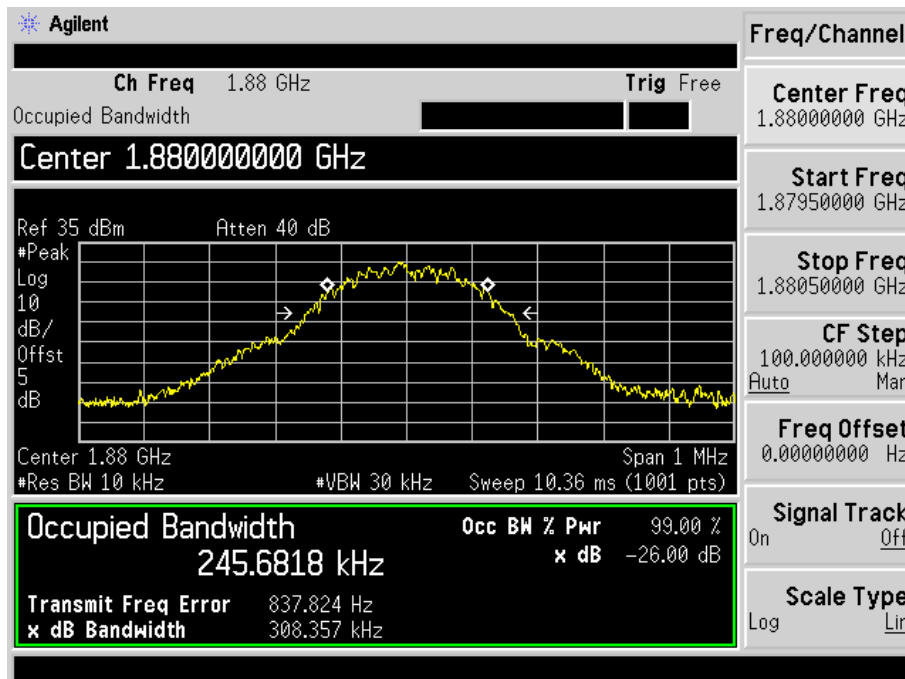 Agilent
Freq/Channel
Ch Freq 1.88 GHz Trig Free
Occupied Bandwidth
Center 1.880000000 GHz
Ref 35 dBm Atten 40 dB
#Peak
Log
10
dB/
Offst
5
dB
Center 1.88 GHz Span 1 MHz
#Res BW 10 kHz #VBW 30 kHz Sweep 10.36 ms (1001 pts)
Occupied Bandwidth
245.6818 kHz
Occ BW % Pwr 99.00 %
x dB -26.00 dB
Transmit Freq Error 837.824 Hz
x dB Bandwidth 308.357 kHz
Center Freq
1.88000000 GHz
Start Freq
1.87950000 GHz
Stop Freq
1.88050000 GHz
CF Step
100.000000 kHz
Auto Man
Freq Offset
0.00000000 Hz
Signal Track
On Off
Scale Type
Log Lin